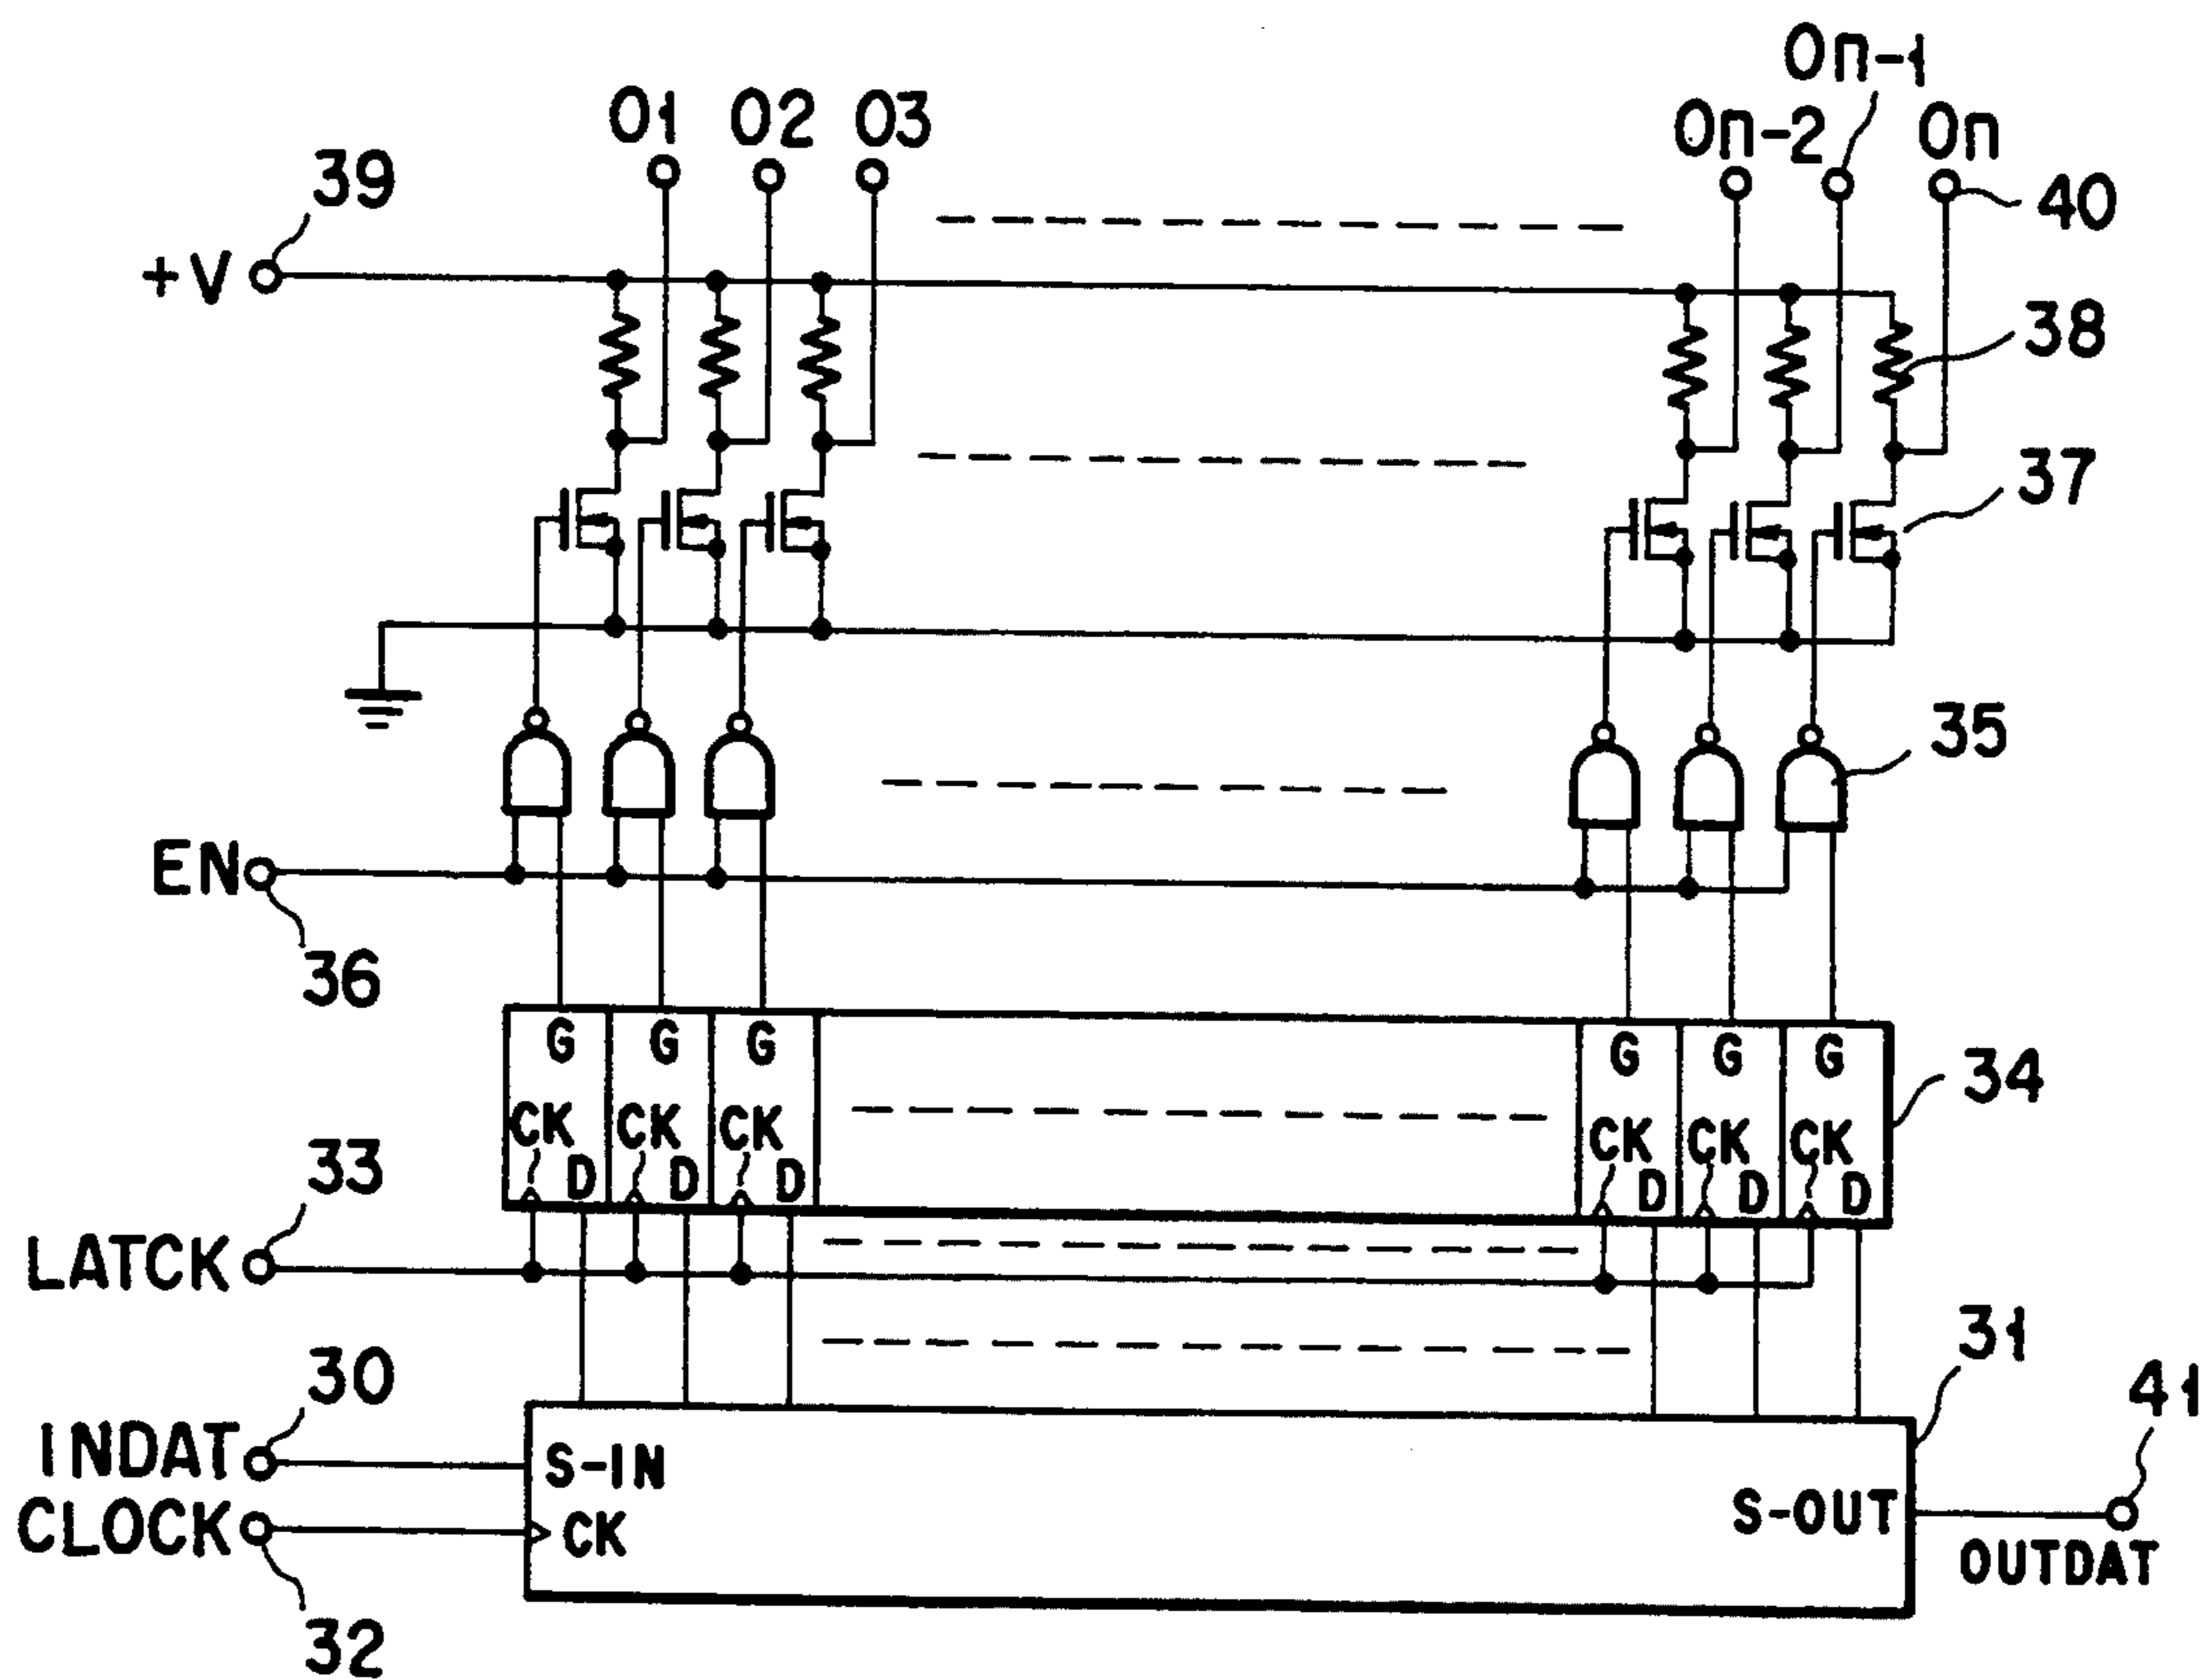 On-1
O1 O2 O3 On-2 On
39 40
+V
38
37
35
EN
36
G G G G G G
34
CK CK CK CK CK CK
D D D D D D
33
LATCK
31
30 41
INDAT S-IN
S-OUT
CLOCK CK
OUTDAT
32